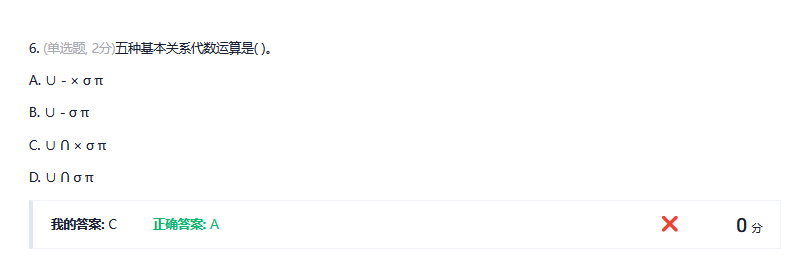 6. (单选题, 2分)五种基本关系代数运算是( )。
A. ∪ - × σ π
B. ∪ - σ π
C. ∪ ∩ × σ π
D. ∪ ∩ σ π
我的答案: C 正确答案: A 0 分